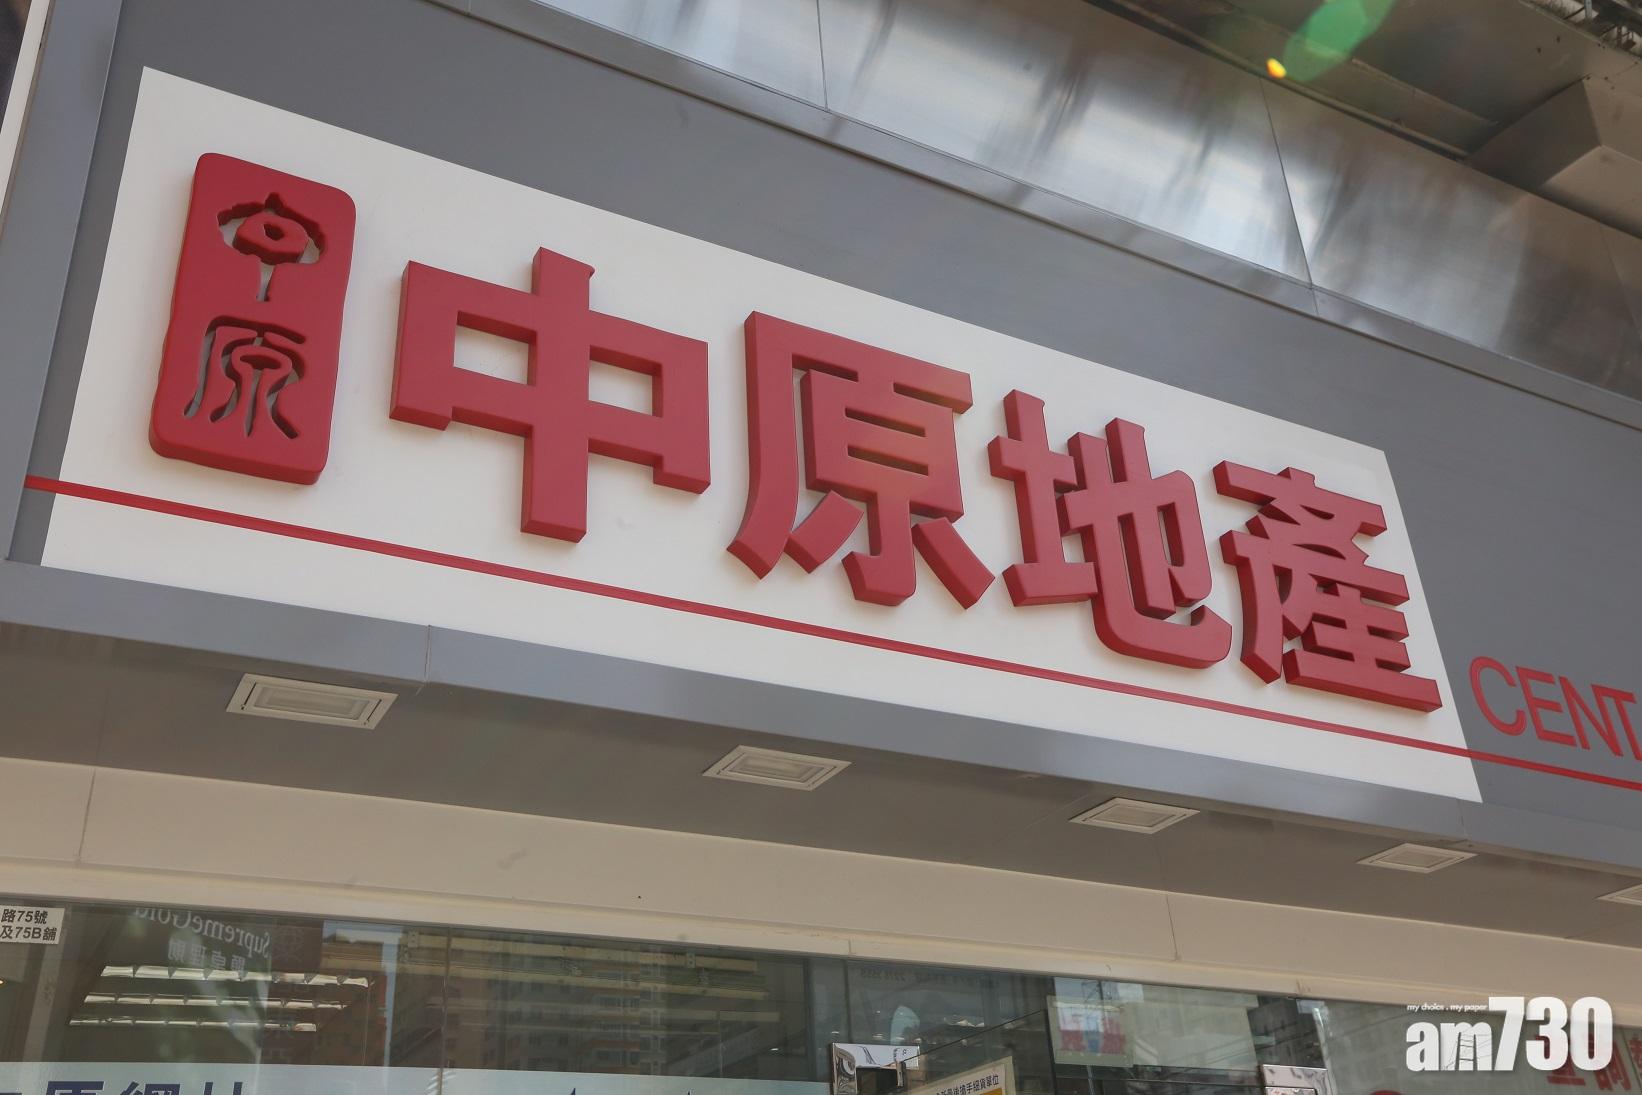 中原
中原地產
CENT
路75號
及75B舖
SupremeGold
my choice . my paper
am730